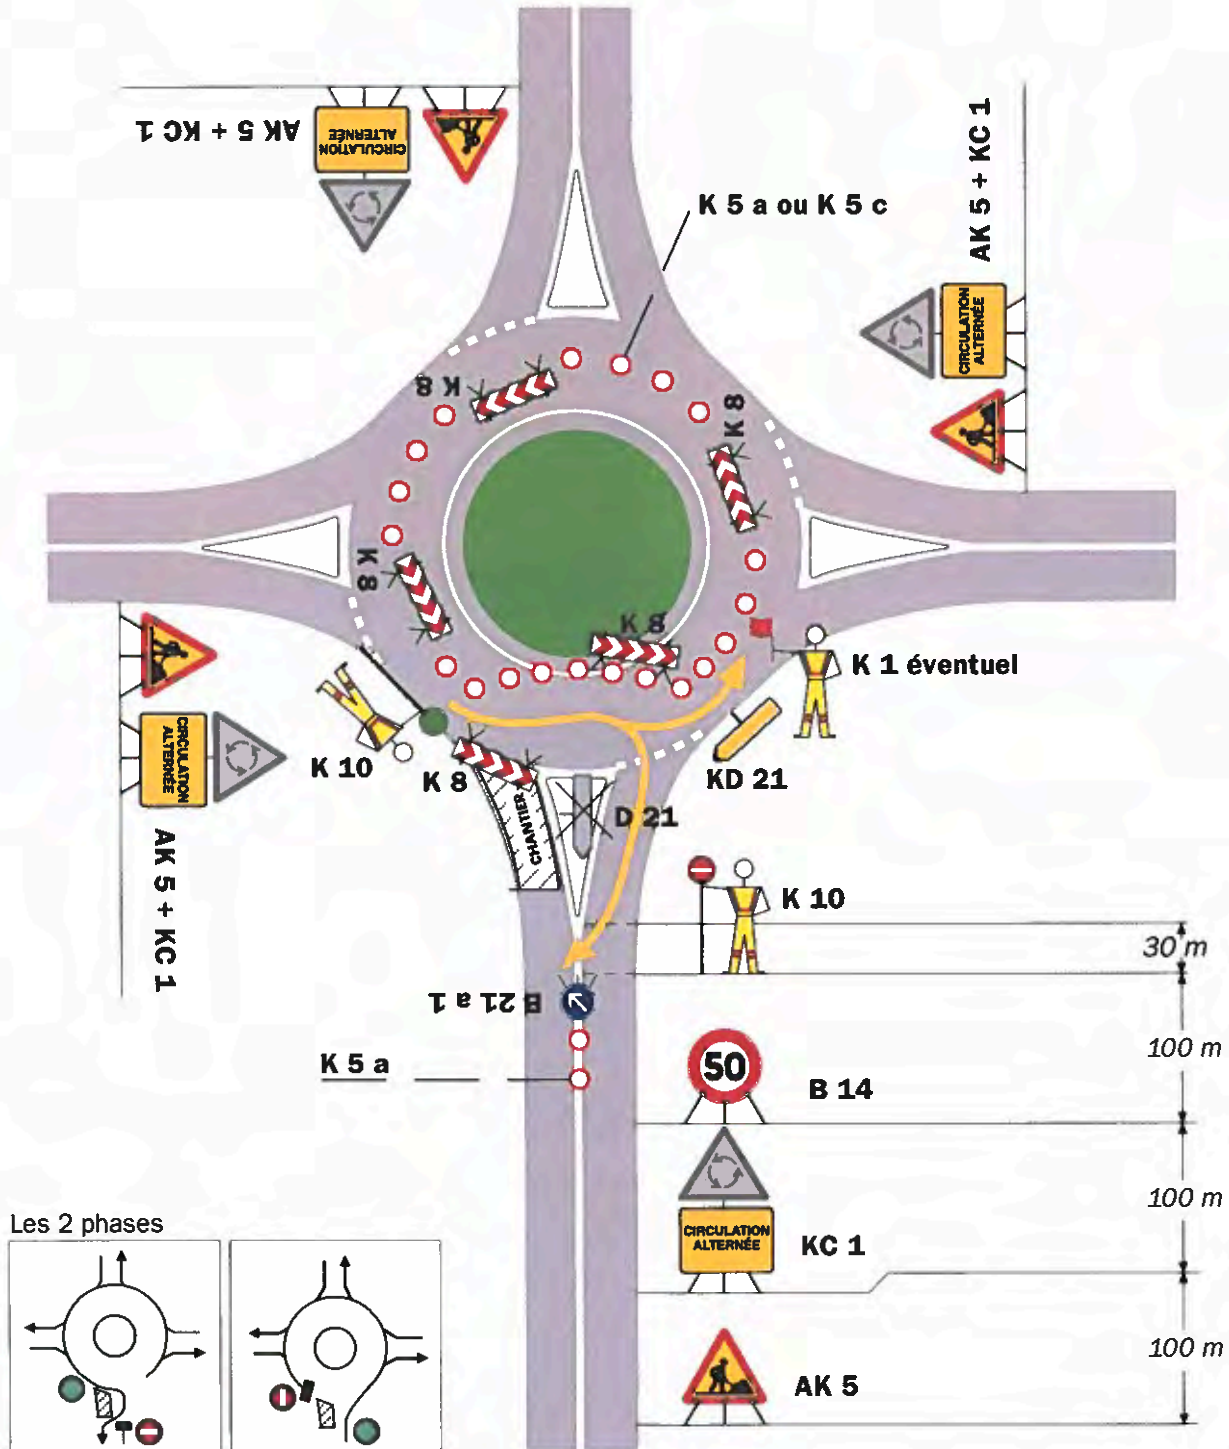 AK 5 + KC 1
CIRCULATION
ALTERNÉE
K 5 a ou K 5 c
AK 5 + KC 1
CIRCULATION
ALTERNÉE
K 8
K 8
K 8
K 8
K 1 éventuel
CIRCULATION
ALTERNÉE
AK 5 + KC 1
K 10
K 8
CHANTIER
KD 21
D 21
K 10
30 m
B 21 a 1
K 5 a
100 m
50
B 14
100 m
CIRCULATION
ALTERNÉE
KC 1
100 m
AK 5
Les 2 phases